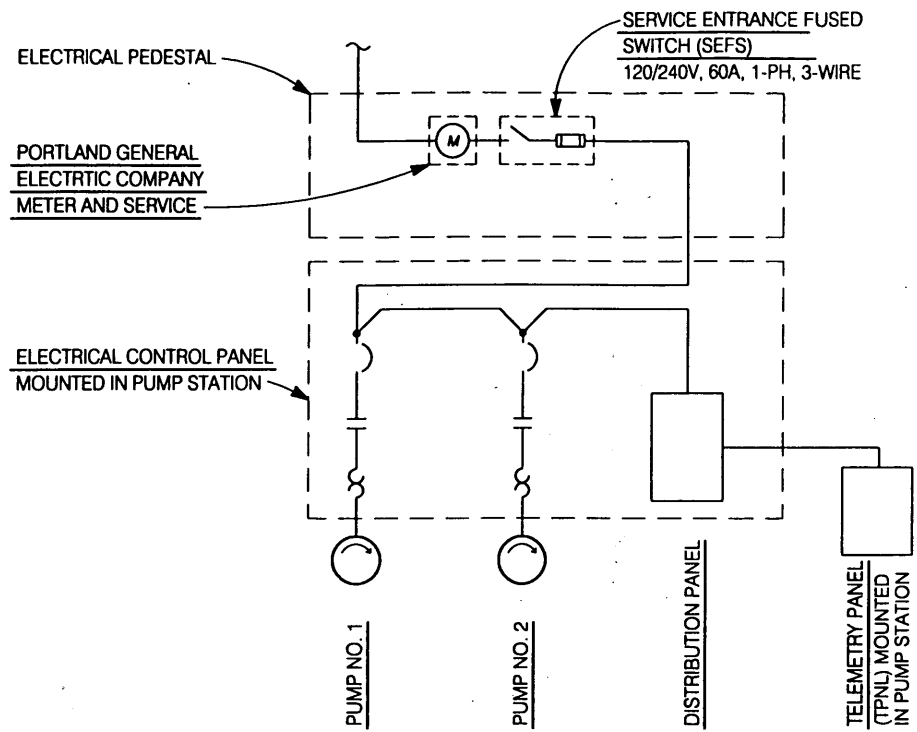 SERVICE ENTRANCE FUSED
SWITCH (SEFS)
120/240V, 60A, 1-PH, 3-WIRE
ELECTRICAL PEDESTAL
M
PORTLAND GENERAL
ELECTRTIC COMPANY
METER AND SERVICE
ELECTRICAL CONTROL PANEL
MOUNTED IN PUMP STATION
PUMP NO. 1
PUMP NO. 2
DISTRIBUTION PANEL
TELEMETRY PANEL
(TPNL) MOUNTED
IN PUMP STATION